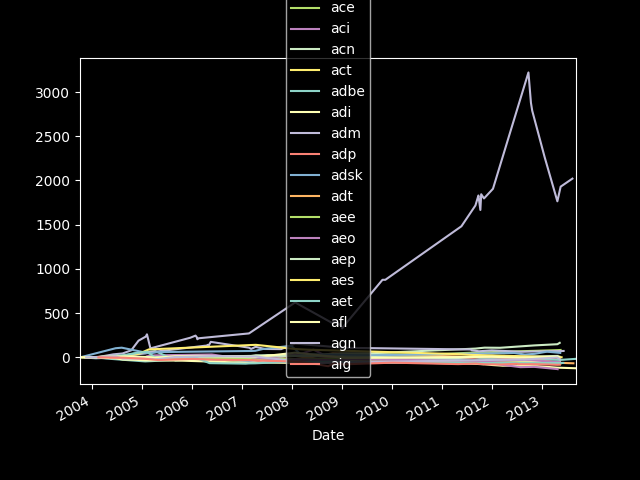 ace
aci
acn
act
adbe
adi
adm
adp
adsk
adt
aee
aeo
aep
aes
aet
afl
agn
aig
3000
2500
2000
1500
1000
500
0
2004
2005
2006
2007
2008
2009
2010
2011
2012
2013
Date